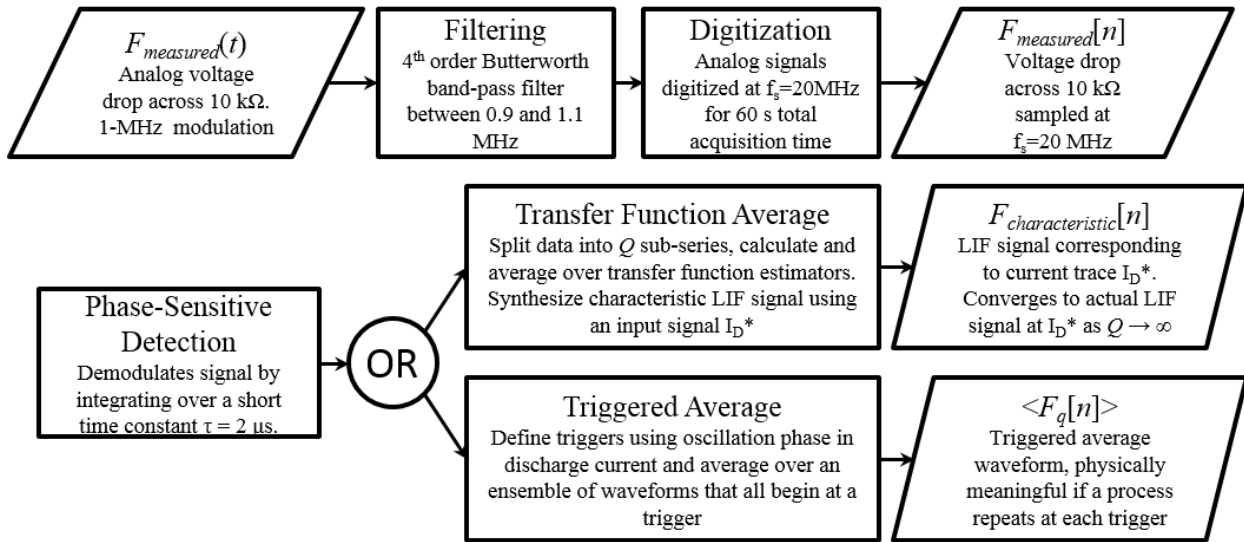 F_measured(t)
Analog voltage
drop across 10 kΩ.
1-MHz modulation
Filtering
4th order Butterworth
band-pass filter
between 0.9 and 1.1
MHz
Digitization
Analog signals
digitized at f_s=20MHz
for 60 s total
acquisition time
F_measured[n]
Voltage drop
across 10 kΩ
sampled at
f_s=20 MHz
Phase-Sensitive
Detection
Demodulates signal by
integrating over a short
time constant τ = 2 μs.
OR
Transfer Function Average
Split data into Q sub-series, calculate and
average over transfer function estimators.
Synthesize characteristic LIF signal using
an input signal I_D*
F_characteristic[n]
LIF signal corresponding
to current trace I_D*.
Converges to actual LIF
signal at I_D* as Q → ∞
Triggered Average
Define triggers using oscillation phase in
discharge current and average over an
ensemble of waveforms that all begin at a
trigger
<F_q[n]>
Triggered average
waveform, physically
meaningful if a process
repeats at each trigger